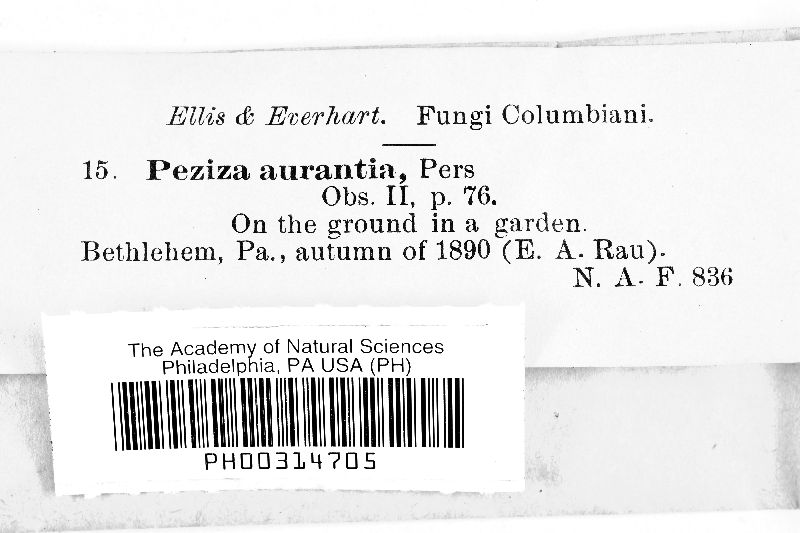 Ellis & Everhart. Fungi Columbiani.
15. Peziza aurantia, Pers
Obs. II, p. 76.
On the ground in a garden.
Bethlehem, Pa., autumn of 1890 (E. A. Rau).
N. A. F. 836
The Academy of Natural Sciences
Philadelphia, PA USA (PH)
PH00314705